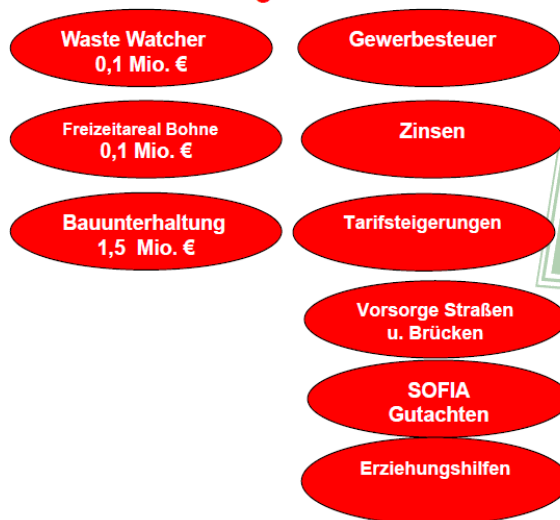 Waste Watcher
0,1 Mio. €
Freizeitareal Bohne
0,1 Mio. €
Bauunterhaltung
1,5 Mio. €
Gewerbesteuer
Zinsen
Tarifsteigerungen
Vorsorge Straßen
u. Brücken
SOFIA
Gutachten
Erziehungshilfen